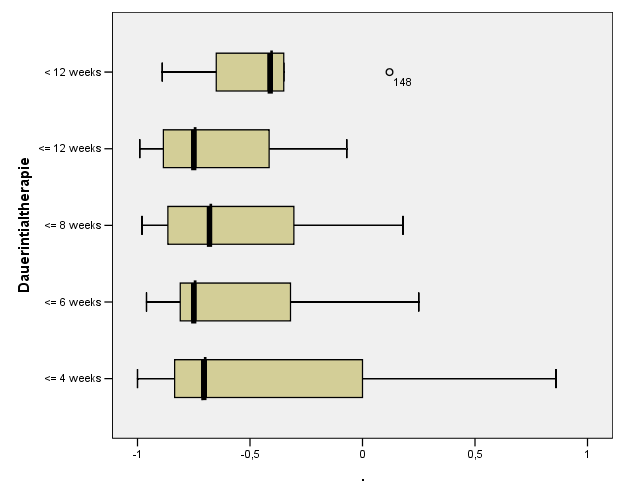 Dauerintialtherapie
< 12 weeks
148
<= 12 weeks
<= 8 weeks
<= 6 weeks
<= 4 weeks
-1 -0,5 0 0,5 1
.